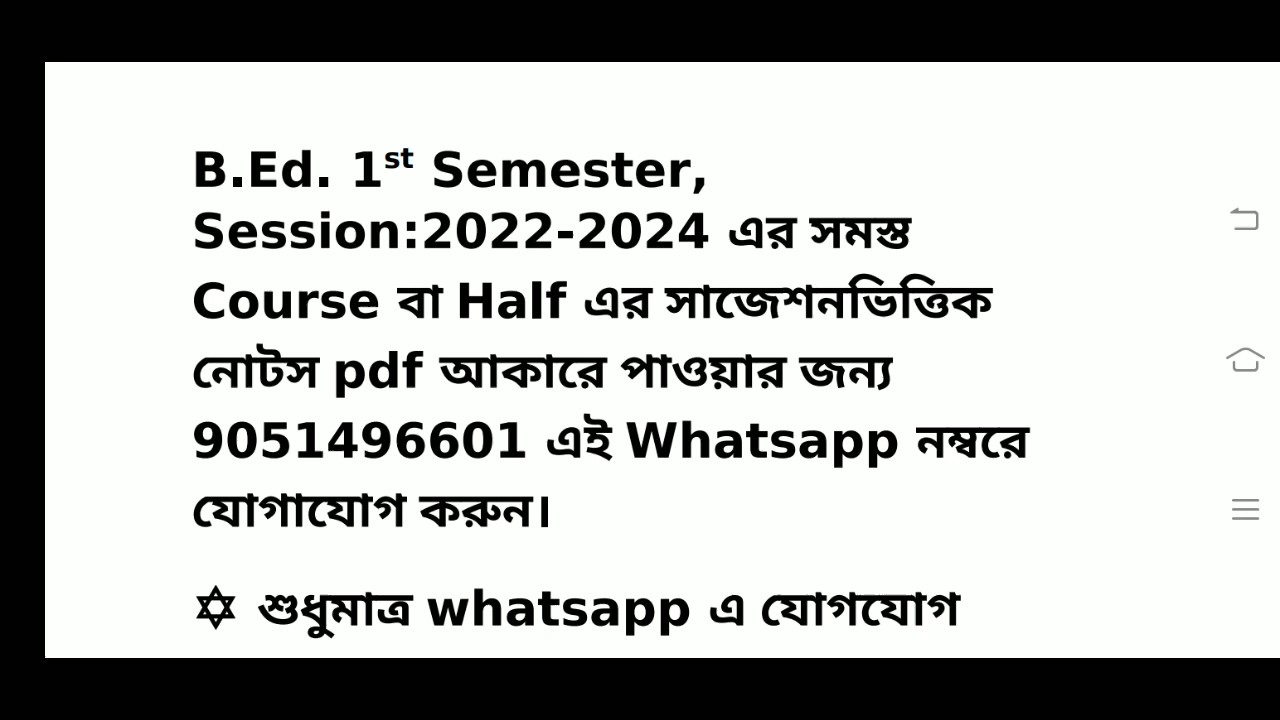 B.Ed. 1st Semester,
Session:2022-2024 এর সমস্ত
Course বা Half এর সাজেশনভিত্তিক
নোটস pdf আকারে পাওয়ার জন্য
9051496601 এই Whatsapp নম্বরে
যোগাযোগ করুন।
✡ শুধুমাত্র whatsapp এ যোগযোগ